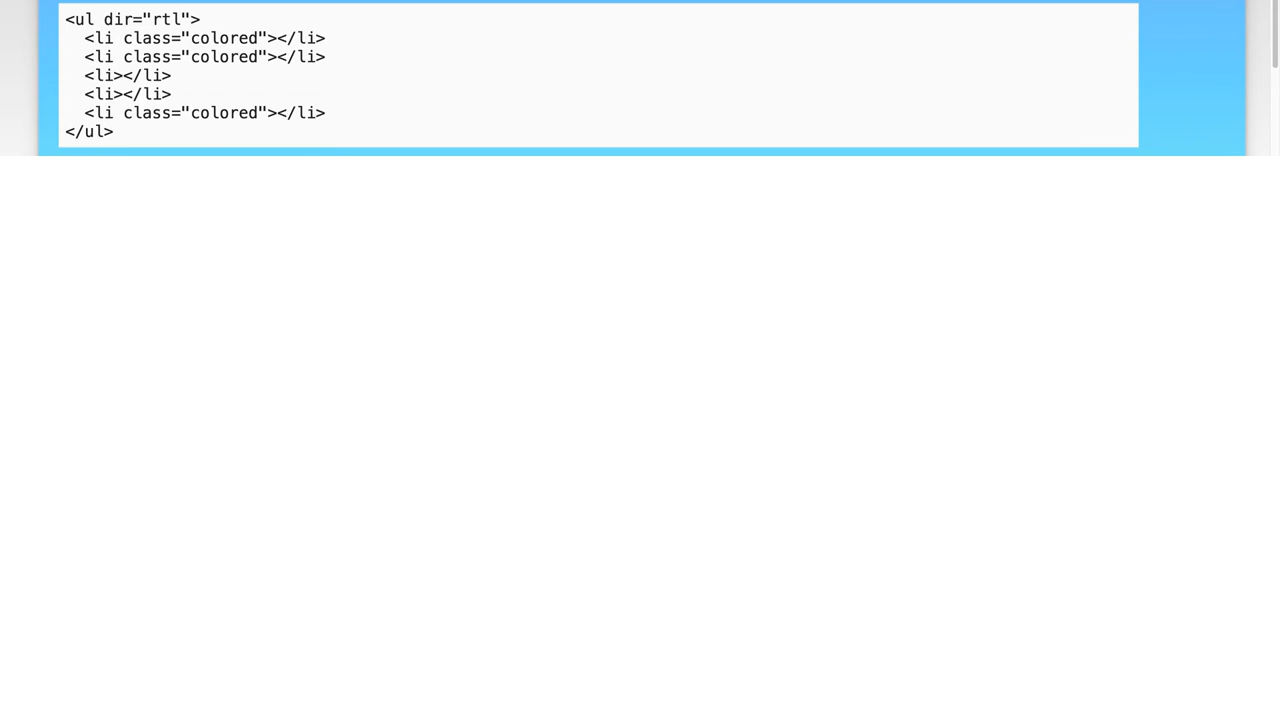 <ul dir="rtl">
  <li class="colored"></li>
  <li class="colored"></li>
  <li></li>
  <li></li>
  <li class="colored"></li>
</ul>